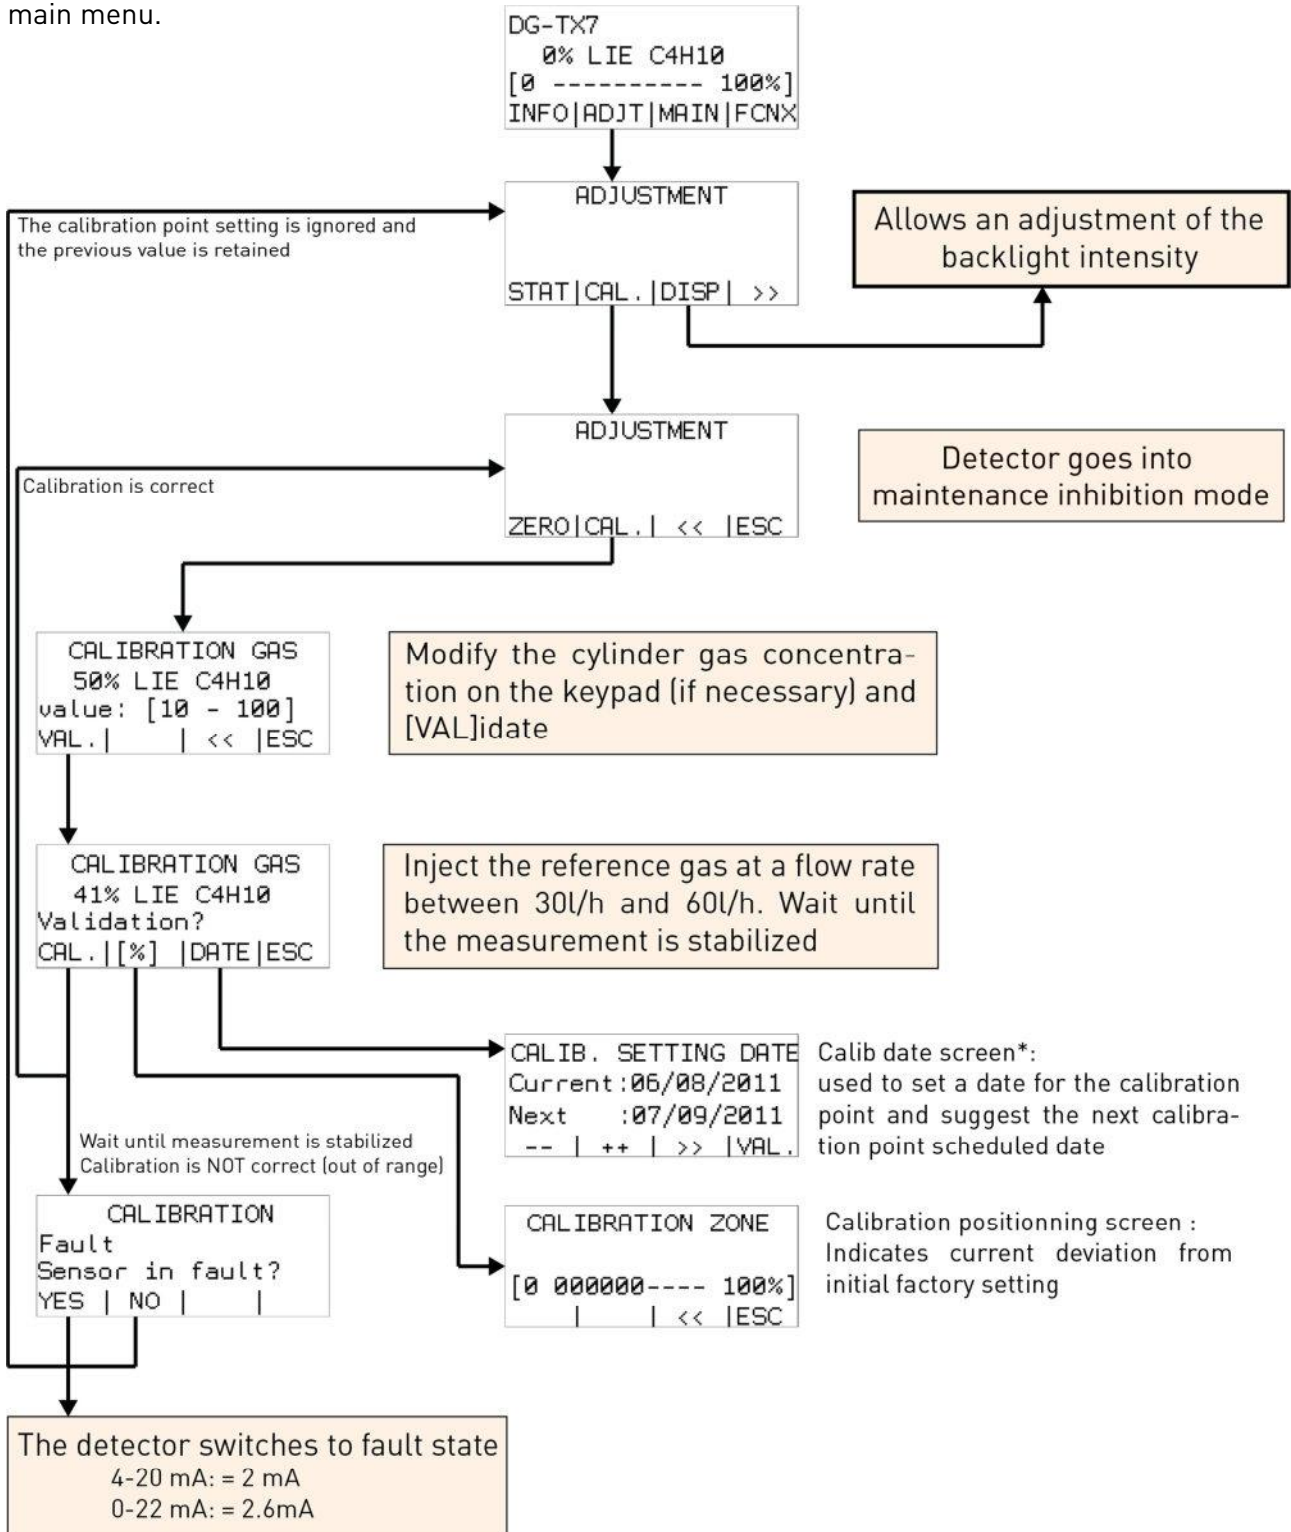 main menu.
DG-TX7
0% LIE C4H10
[0 ---------- 100%]
INFO|ADJT|MAIN|FCNX
ADJUSTMENT
STAT|CAL.|DISP| >>
The calibration point setting is ignored and
the previous value is retained
Allows an adjustment of the
backlight intensity
ADJUSTMENT
ZERO|CAL.| << |ESC
Calibration is correct
Detector goes into
maintenance inhibition mode
CALIBRATION GAS
50% LIE C4H10
value: [10 - 100]
VAL.| | << |ESC
Modify the cylinder gas concentra-
tion on the keypad (if necessary) and
[VAL]idate
CALIBRATION GAS
41% LIE C4H10
Validation?
CAL.|[%] |DATE|ESC
Inject the reference gas at a flow rate
between 30l/h and 60l/h. Wait until
the measurement is stabilized
CALIB. SETTING DATE
Current:06/08/2011
Next :07/09/2011
-- | ++ | >> |VAL.
Calib date screen*:
used to set a date for the calibration
point and suggest the next calibra-
tion point scheduled date
Wait until measurement is stabilized
Calibration is NOT correct (out of range)
CALIBRATION
Fault
Sensor in fault?
YES | NO | |
CALIBRATION ZONE
[0 000000---- 100%]
| | << |ESC
Calibration positionning screen :
Indicates current deviation from
initial factory setting
The detector switches to fault state
4-20 mA: = 2 mA
0-22 mA: = 2.6mA